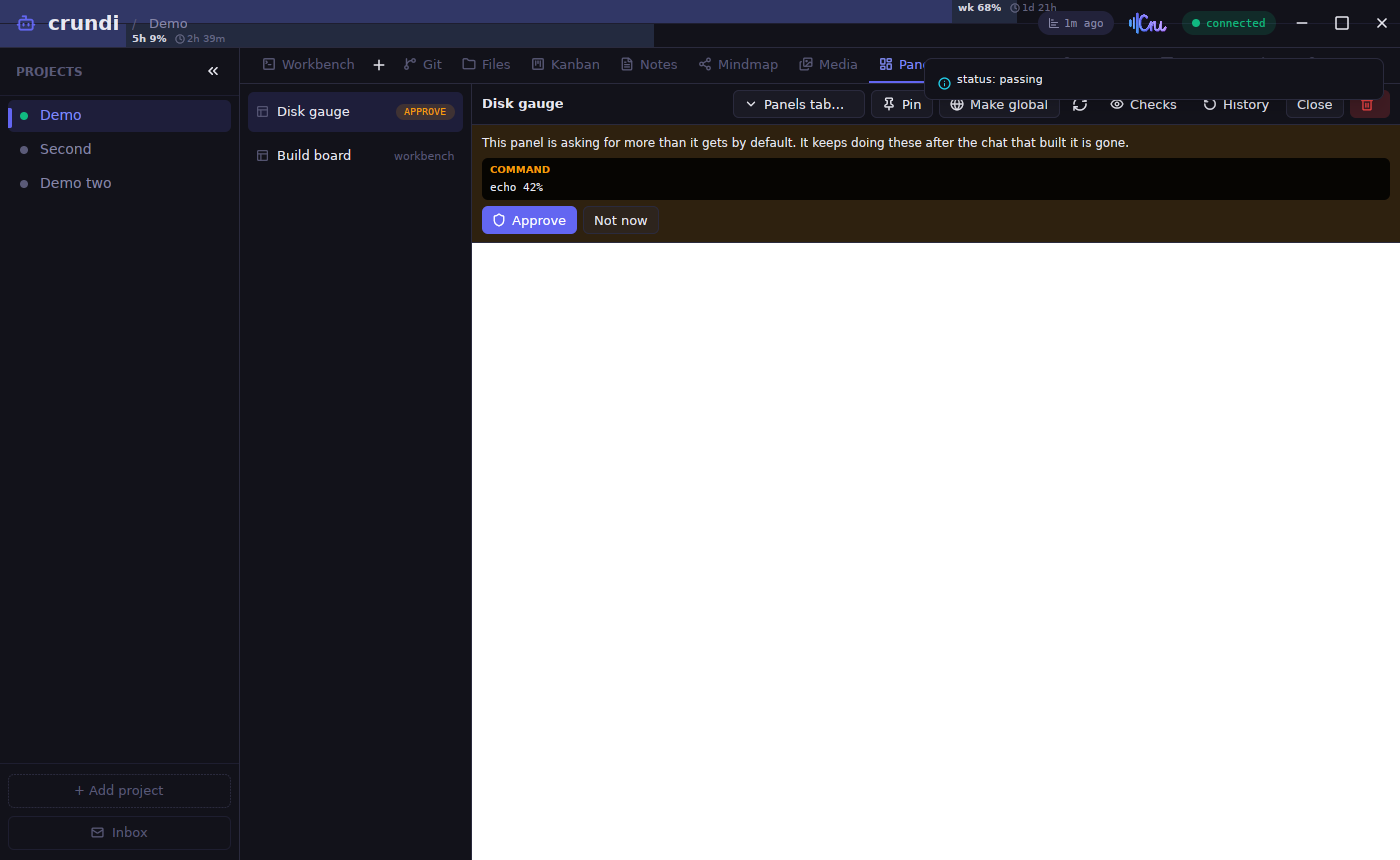 wk 68% 1d 21h
crundi / Demo
5h 9% 2h 39m
1m ago
Cru
connected
PROJECTS
Demo
Second
Demo two
+ Add project
Inbox
Workbench
+
Git
Files
Kanban
Notes
Mindmap
Media
status: passing
Disk gauge
APPROVE
Build board
workbench
Disk gauge
Panels tab...
Pin
Make global
Checks
History
Close
This panel is asking for more than it gets by default. It keeps doing these after the chat that built it is gone.
COMMAND
echo 42%
Approve
Not now